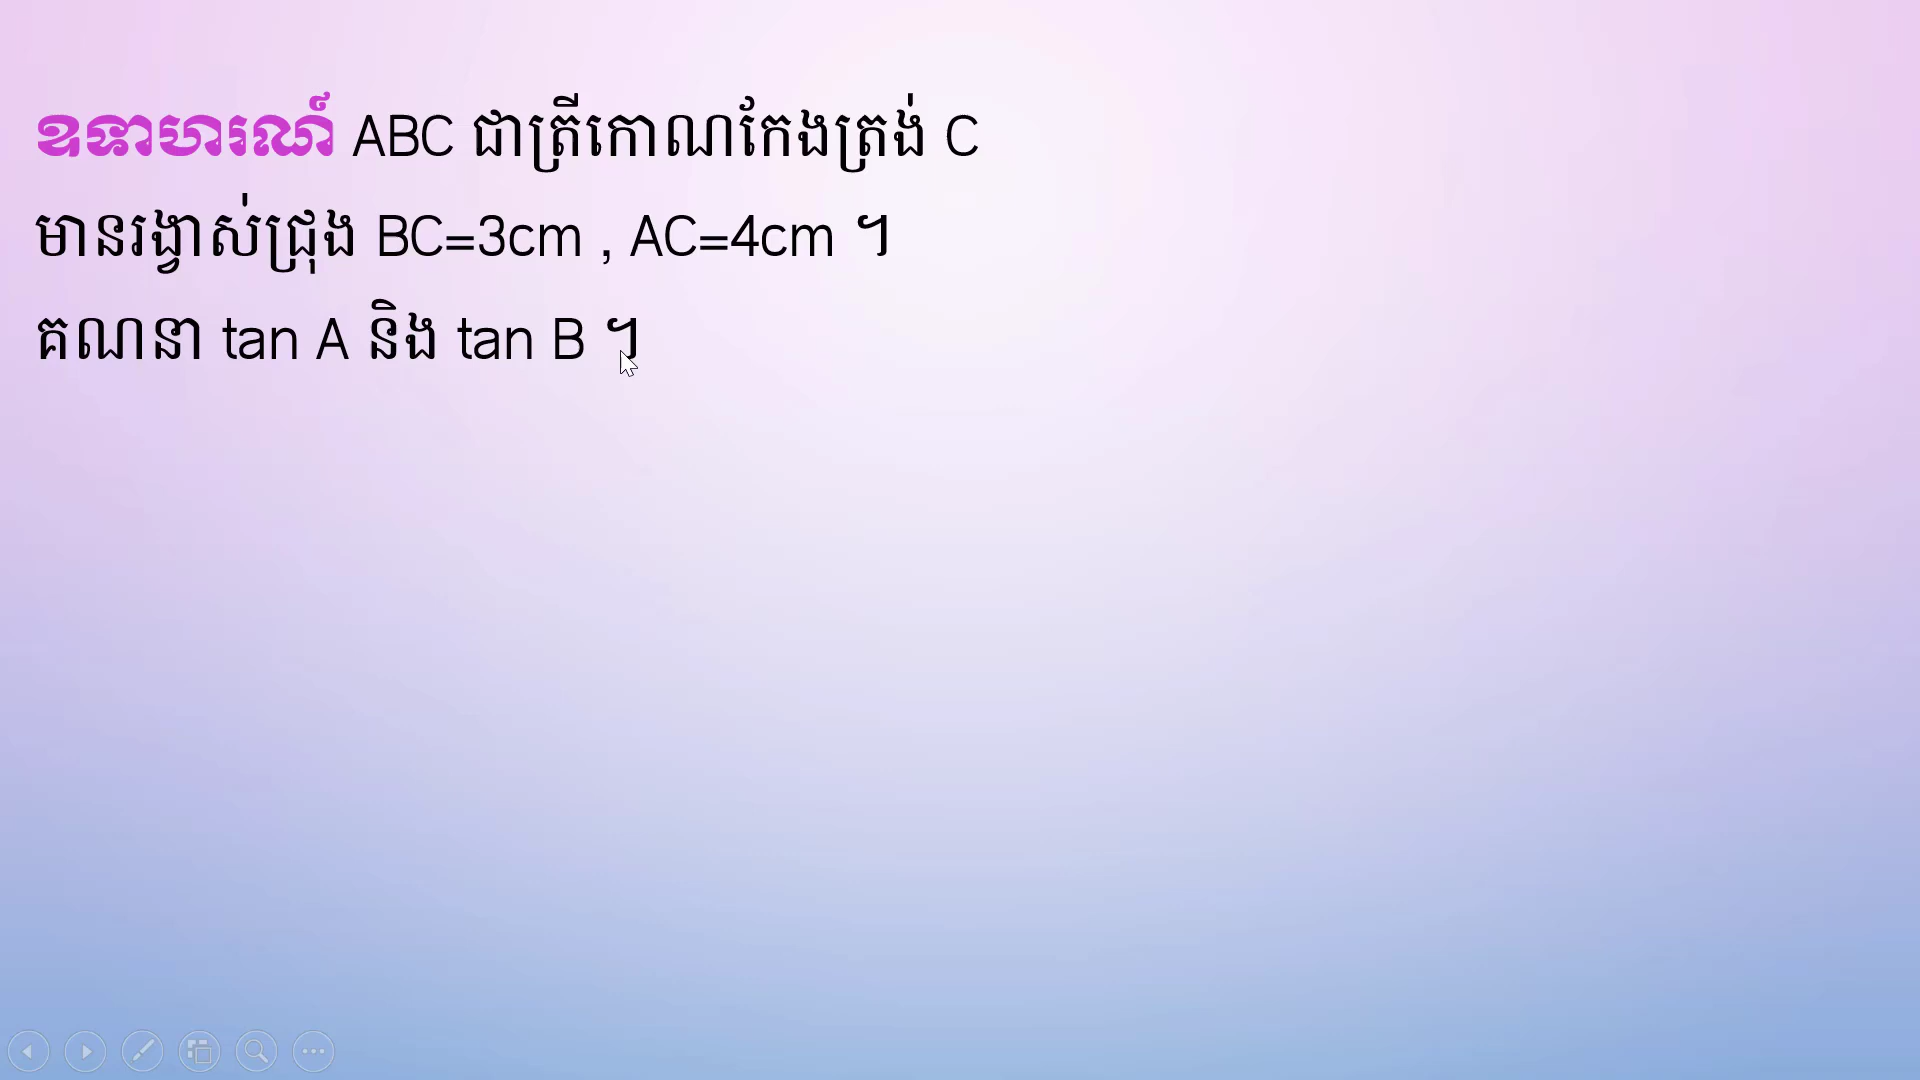 ឧទាហរណ៍ ABC ជាត្រីកោណកែងត្រង់ C
មានរង្វាស់ជ្រុង BC=3cm , AC=4cm ។
គណនា tan A និង tan B ។